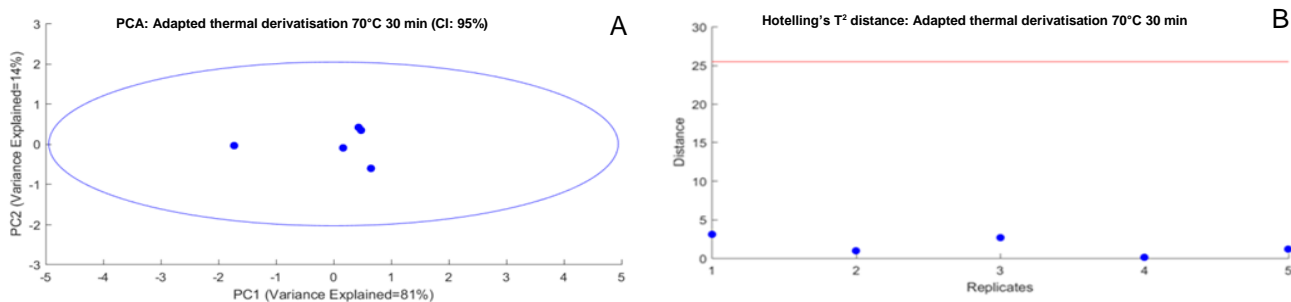 PCA: Adapted thermal derivatisation 70°C 30 min (CI: 95%)
A
3
2
1
0
-1
-2
-3
PC2 (Variance Explained=14%)
-5 -4 -3 -2 -1 0 1 2 3 4 5
PC1 (Variance Explained=81%)
Hotelling's T² distance: Adapted thermal derivatisation 70°C 30 min
B
30
25
20
15
10
5
0
Distance
1 2 3 4 5
Replicates